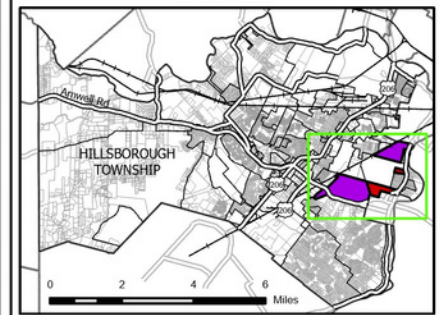 206
Amwell Rd
HILLSBOROUGH
TOWNSHIP
206
206
0 2 4 6
Miles